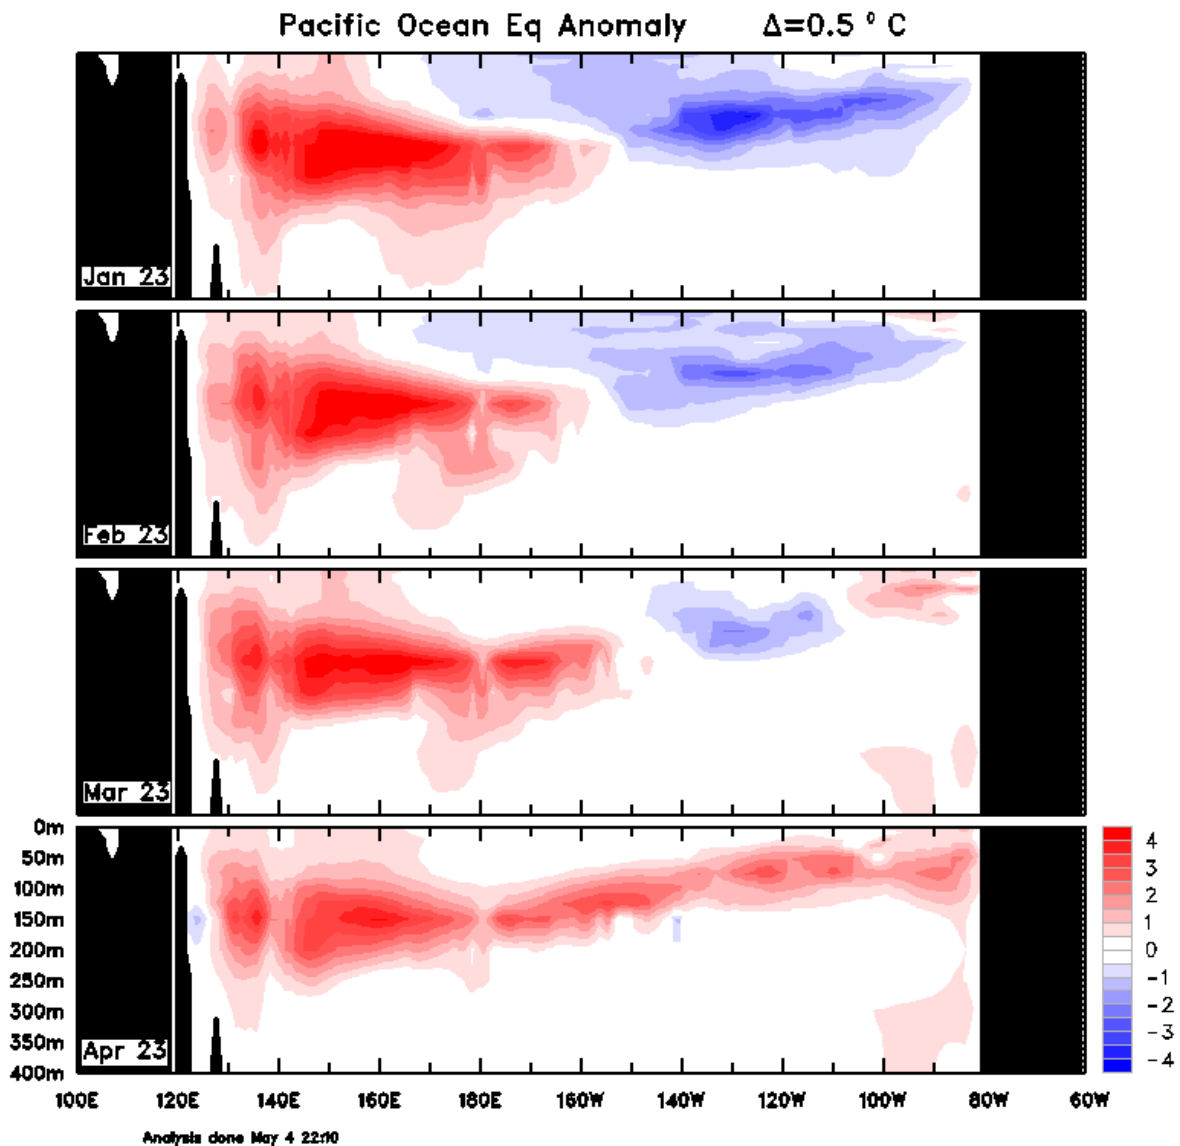 Pacific Ocean Eq Anomaly Δ=0.5 ° C
Jan 23
Feb 23
Mar 23
0m
50m
100m
150m
200m
250m
300m
350m
400m
Apr 23
4
3
2
1
0
-1
-2
-3
-4
100E 120E 140E 160E 180E 160W 140W 120W 100W 80W 60W
Analysis done May 4 22:10